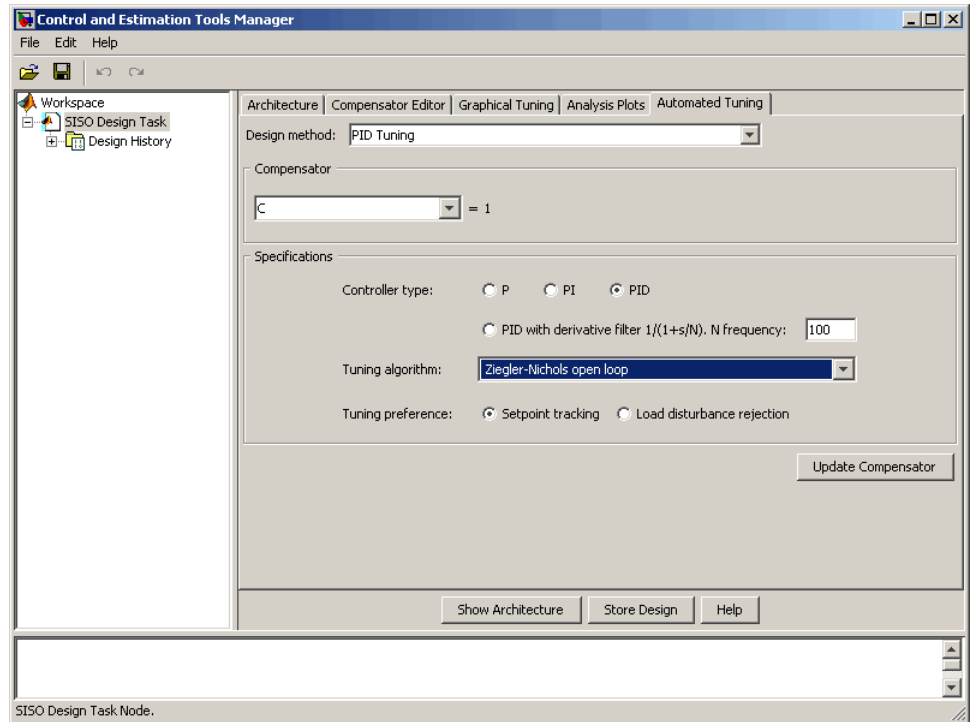 Control and Estimation Tools Manager
File Edit Help
Workspace
SISO Design Task
Design History
Architecture Compensator Editor Graphical Tuning Analysis Plots Automated Tuning
Design method: PID Tuning
Compensator
C = 1
Specifications
Controller type: P PI PID
PID with derivative filter 1/(1+s/N). N frequency: 100
Tuning algorithm: Ziegler-Nichols open loop
Tuning preference: Setpoint tracking Load disturbance rejection
Update Compensator
Show Architecture Store Design Help
SISO Design Task Node.